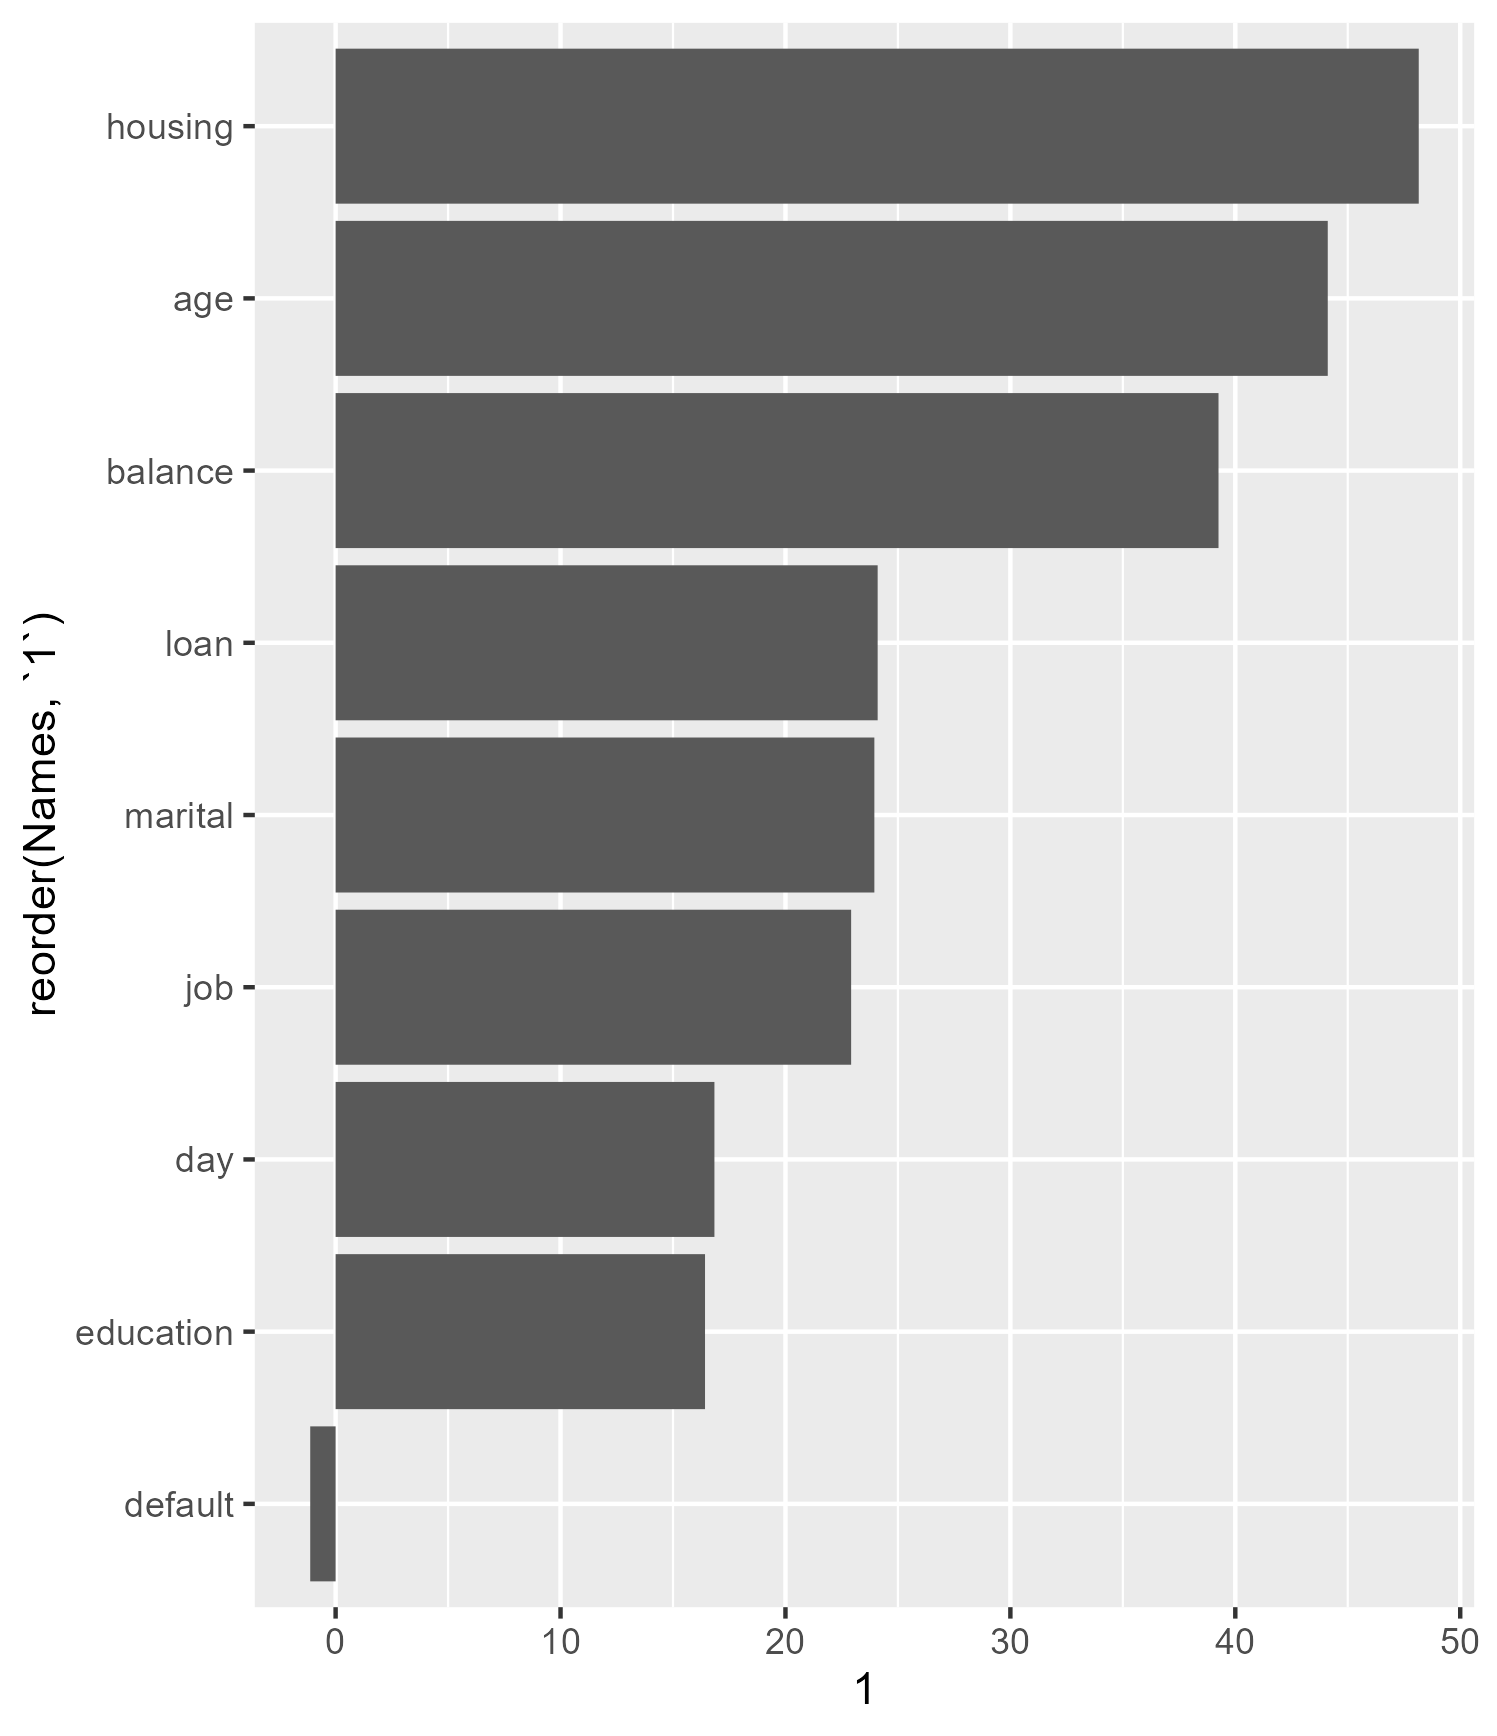 housing
age
balance
loan
marital
job
day
education
default
reorder(Names, `1`)
0 10 20 30 40 50
1